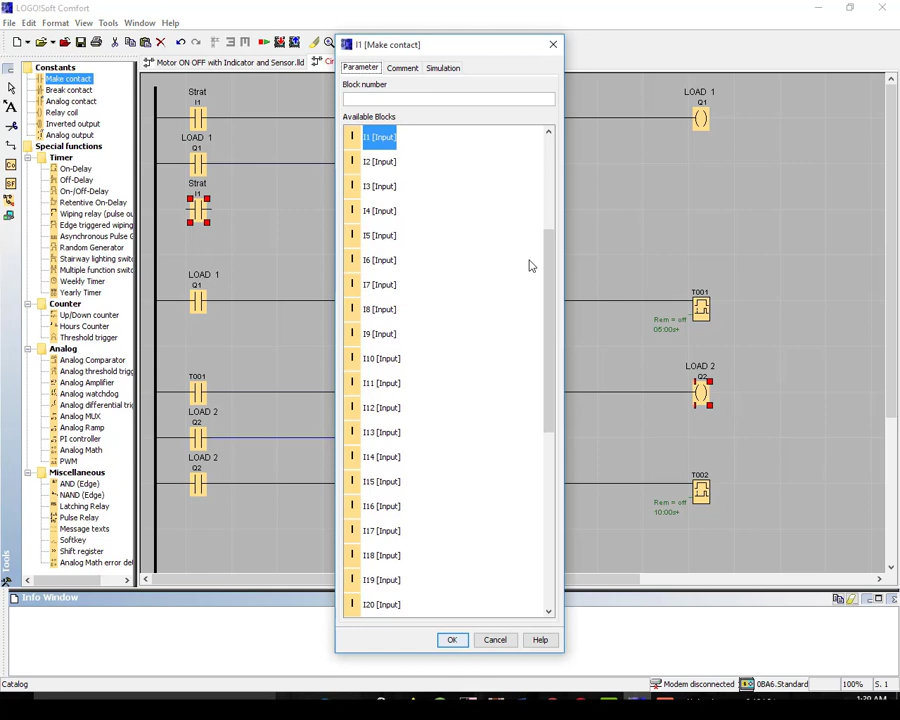 LOGO!Soft Comfort
File Edit Format View Tools Window Help
Motor ON OFF with Indicator and Sensor.lld
Constants
Make contact
Break contact
Analog contact
Relay coil
Inverted output
Analog output
Special functions
Timer
On-Delay
Off-Delay
On-/Off-Delay
Retentive On-Delay
Wiping relay (pulse ou
Edge triggered wiping
Asynchronous Pulse G
Random Generator
Stairway lighting switc
Multiple function switc
Weekly Timer
Yearly Timer
Counter
Up/Down counter
Hours Counter
Threshold trigger
Analog
Analog Comparator
Analog threshold trigg
Analog Amplifier
Analog watchdog
Analog differential trig
Analog MUX
Analog Ramp
PI controller
Analog Math
PWM
Miscellaneous
AND (Edge)
NAND (Edge)
Latching Relay
Pulse Relay
Message texts
Softkey
Shift register
Analog Math error det
Tools
Strat
I1
LOAD 1
Q1
Strat
I1
LOAD 1
Q1
T001
LOAD 2
Q2
LOAD 2
Q2
I1 [Make contact]
Parameter Comment Simulation
Block number
Available Blocks
I I1 [Input]
I I2 [Input]
I I3 [Input]
I I4 [Input]
I I5 [Input]
I I6 [Input]
I I7 [Input]
I I8 [Input]
I I9 [Input]
I I10 [Input]
I I11 [Input]
I I12 [Input]
I I13 [Input]
I I14 [Input]
I I15 [Input]
I I16 [Input]
I I17 [Input]
I I18 [Input]
I I19 [Input]
I I20 [Input]
OK Cancel Help
LOAD 1
Q1
T001
Rem = off
05:00s+
LOAD 2
Q2
T002
Rem = off
10:00s+
Info Window
Catalog
Modem disconnected
0BA6.Standard
100%
S. 1